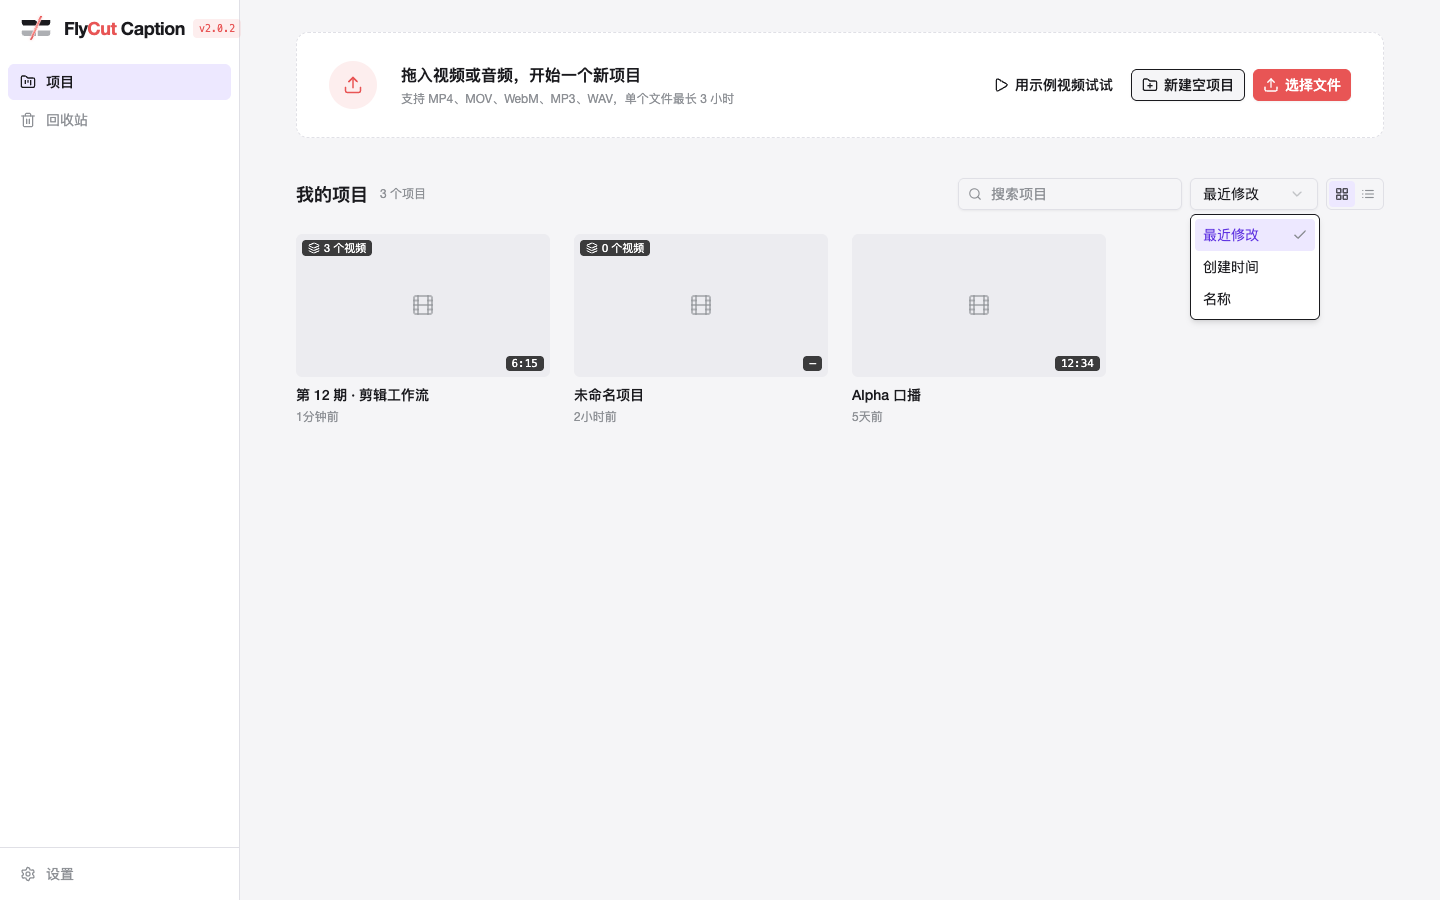 FlyCut Caption v2.0.2
项目
回收站
设置
拖入视频或音频，开始一个新项目
支持 MP4、MOV、WebM、MP3、WAV，单个文件最长 3 小时
用示例视频试试
新建空项目
选择文件
我的项目 3 个项目
搜索项目
最近修改
最近修改
创建时间
名称
3 个视频
6:15
第 12 期 · 剪辑工作流
1分钟前
0 个视频
—
未命名项目
2小时前
12:34
Alpha 口播
5天前